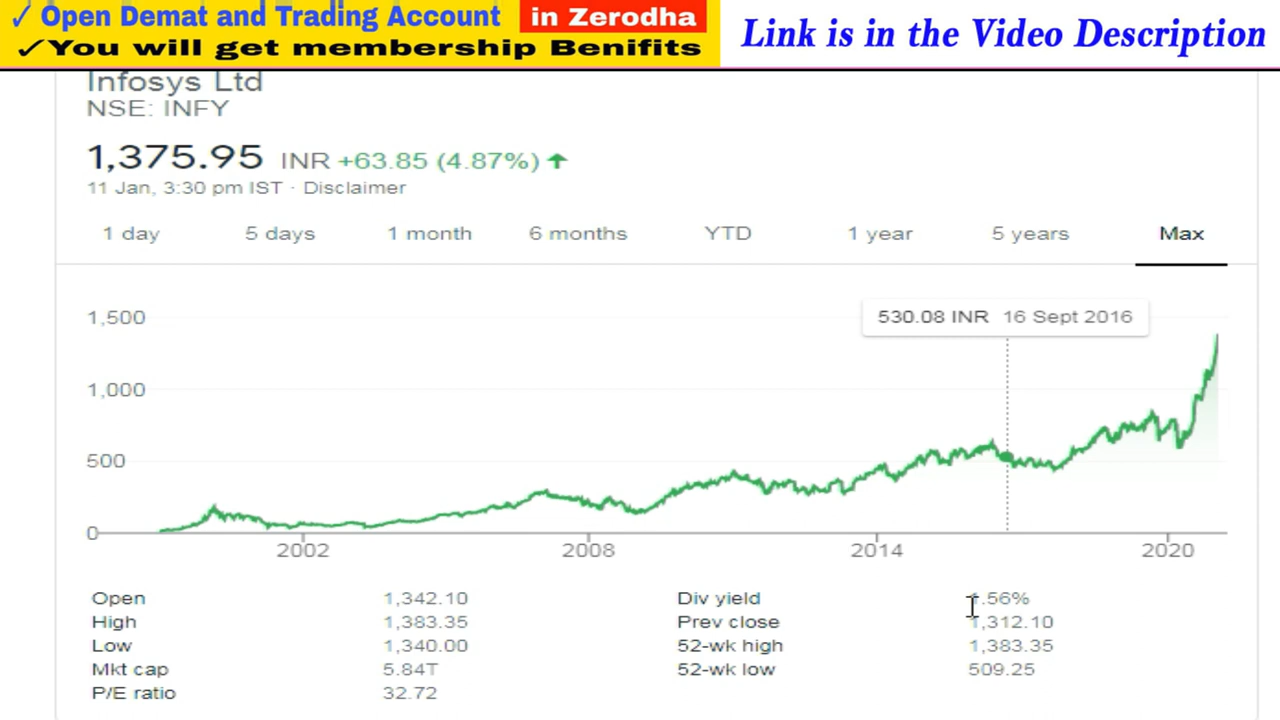 ✓ Open Demat and Trading Account in Zerodha
✓You will get membership Benifits
Link is in the Video Description
Infosys Ltd
NSE: INFY
1,375.95 INR +63.85 (4.87%) ↑
11 Jan, 3:30 pm IST · Disclaimer
1 day 5 days 1 month 6 months YTD 1 year 5 years Max
530.08 INR 16 Sept 2016
1,500
1,000
500
0
2002 2008 2014 2020
Open 1,342.10 Div yield .56%
High 1,383.35 Prev close 1,312.10
Low 1,340.00 52-wk high 1,383.35
Mkt cap 5.84T 52-wk low 509.25
P/E ratio 32.72